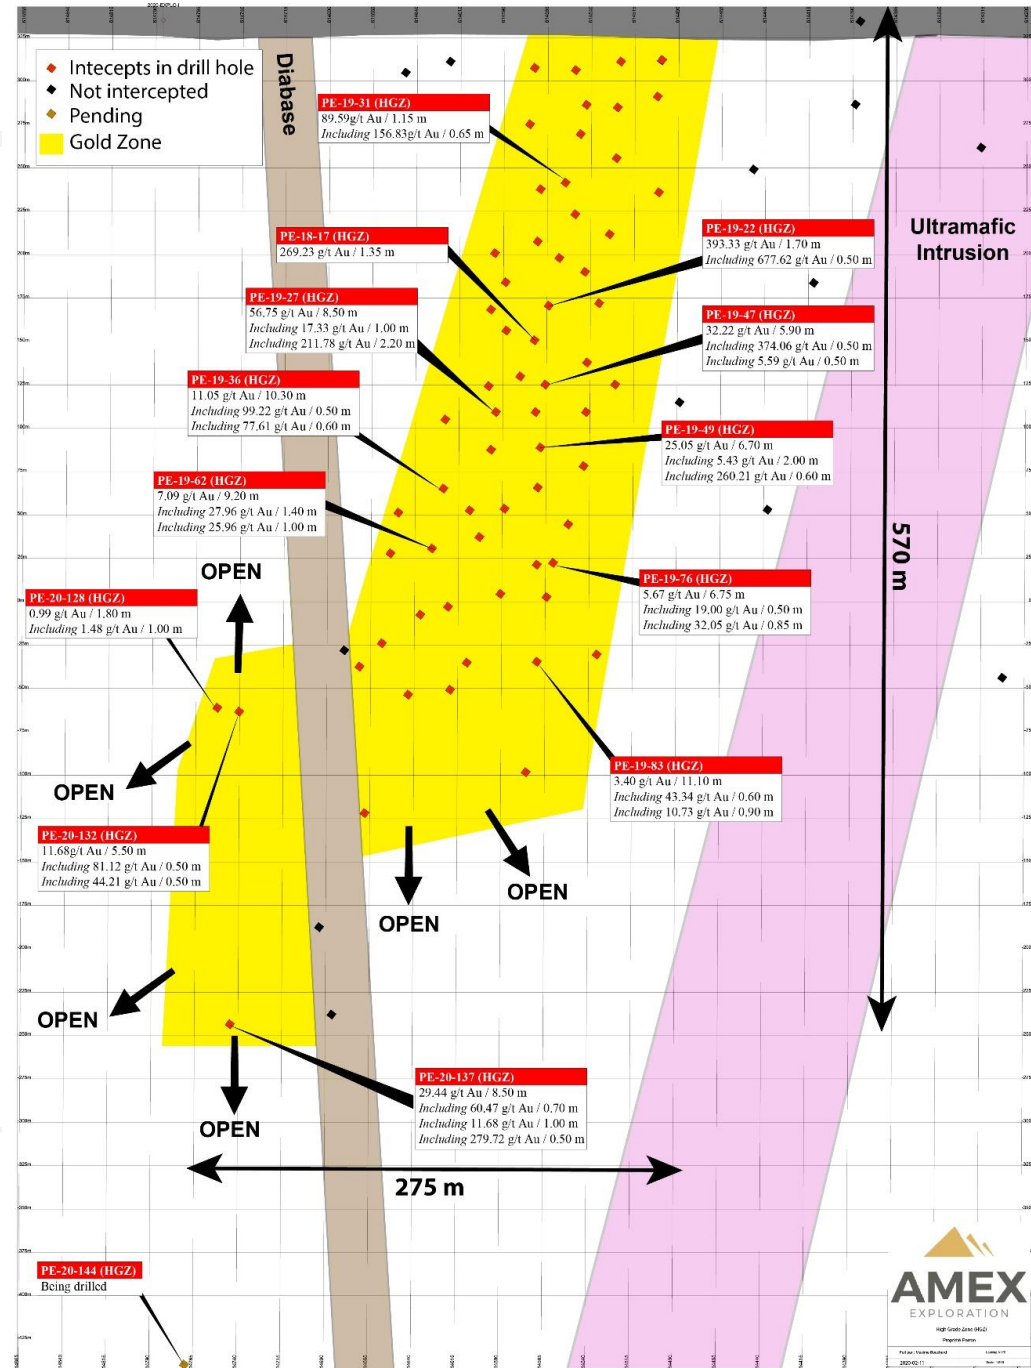 Intecepts in drill hole
Not intercepted
Pending
Gold Zone
Diabase
PE-19-31 (HGZ)
89.59g/t Au / 1.15 m
Including 156.83g/t Au / 0.65 m
PE-18-17 (HGZ)
269.23 g/t Au / 1.35 m
PE-19-22 (HGZ)
393.33 g/t Au / 1.70 m
Including 677.62 g/t Au / 0.50 m
Ultramafic
Intrusion
PE-19-27 (HGZ)
56.75 g/t Au / 8,50 m
Including 17.33 g/t Au / 1.00 m
Including 211.78 g/t Au / 2.20 m
PE-19-47 (HGZ)
32.22 g/t Au / 5.90 m
Including 374.06 g/t Au / 0.50 m
Including 5.59 g/t Au / 0.50 m
PE-19-36 (HGZ)
11.05 g/t Au / 10.30 m
Including 99.22 g/t Au / 0.50 m
Including 77.61 g/t Au / 0.60 m
PE-19-49 (HGZ)
25.05 g/t Au / 6.70 m
Including 5.43 g/t Au / 2.00 m
Including 260.21 g/t Au / 0.60 m
PE-19-62 (HGZ)
7.09 g/t Au / 9.20 m
Including 27.96 g/t Au / 1.40 m
Including 25.96 g/t Au / 1.00 m
570 m
OPEN
PE-19-76 (HGZ)
5.67 g/t Au / 6.75 m
Including 19,00 g/t Au / 0.50 m
Including 32,05 g/t Au / 0,85 m
PE-20-128 (HGZ)
0,99 g/t Au / 1,80 m
Including 1.48 g/t Au / 1.00 m
OPEN
PE-19-83 (HGZ)
3.40 g/t Au / 11.10 m
Including 43.34 g/t Au / 0.60 m
Including 10.73 g/t Au / 0.90 m
PE-20-132 (HGZ)
11.68g/t Au / 5.50 m
Including 81.12 g/t Au / 0.50 m
Including 44.21 g/t Au / 0.50 m
OPEN
OPEN
OPEN
OPEN
PE-20-137 (HGZ)
29.44 g/t Au / 8.50 m
Including 60.47 g/t Au / 0.70 m
Including 11.68 g/t Au / 1.00 m
Including 279.72 g/t Au / 0.50 m
275 m
PE-20-144 (HGZ)
Being drilled
AMEX
EXPLORATION
High Grade Zone (HGZ)
2020-02-11